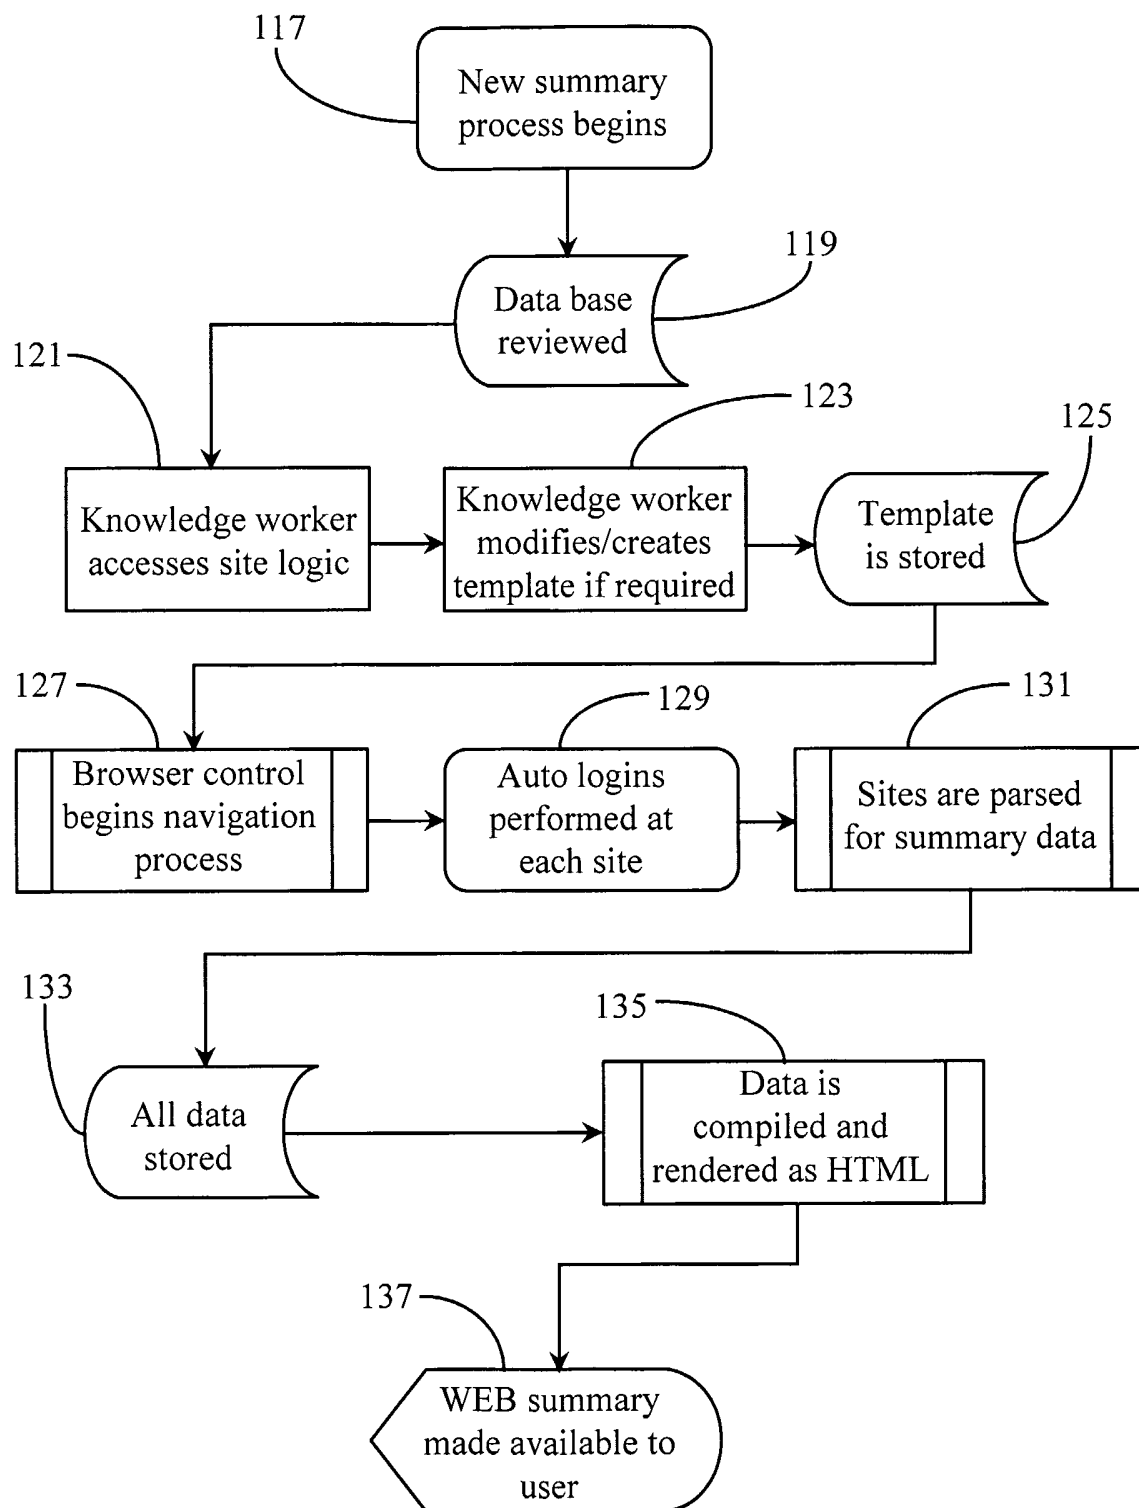 117
New summary
process begins
119
Data base
reviewed
121
123
125
Knowledge worker
accesses site logic
Knowledge worker
modifies/creates
template if required
Template
is stored
127
129
131
Browser control
begins navigation
process
Auto logins
performed at
each site
Sites are parsed
for summary data
133
135
All data
stored
Data is
compiled and
rendered as HTML
137
WEB summary
made available to
user